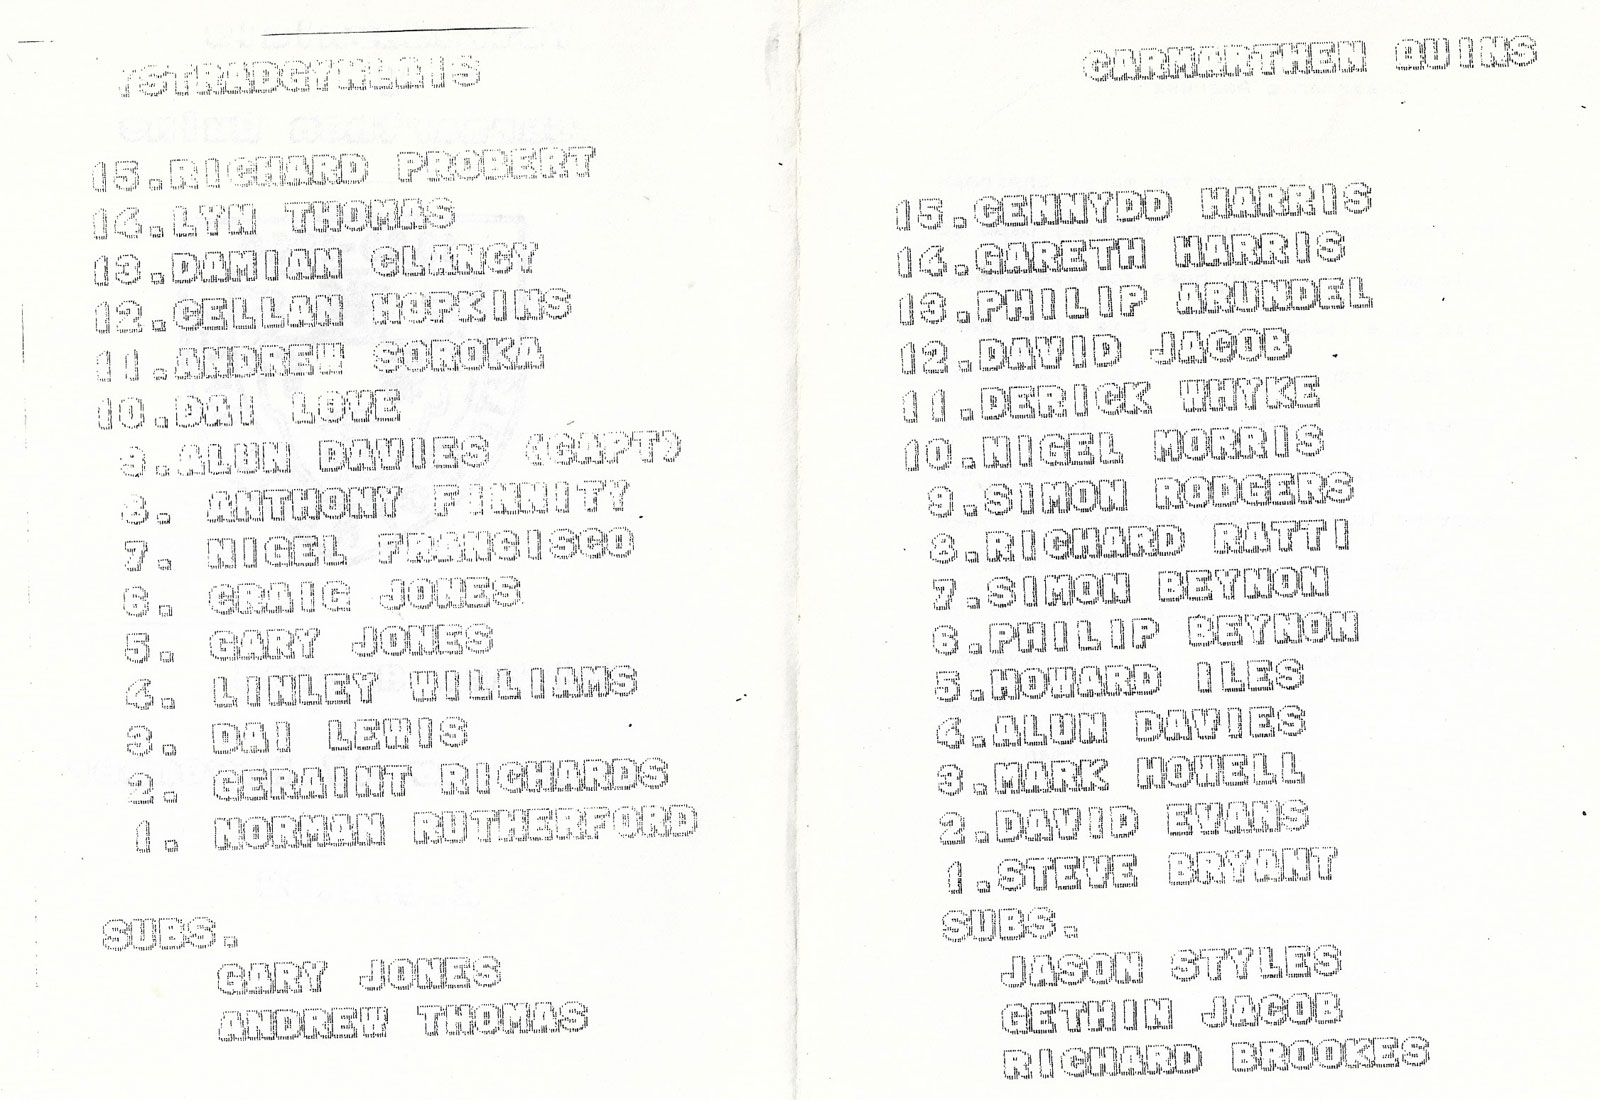 YSTRADGYNLAIS
15.RICHARD PROBERT
14.LYN THOMAS
13.DAMIAN CLANCY
12.CELLAN HOPKINS
11.ANDREW SOROKA
10.DAI LOVE
9.ALUN DAVIES (CAPT)
8. ANTHONY FINNITY
7. NIGEL FRANCISCO
6. CRAIG JONES
5. GARY JONES
4. LINLEY WILLIAMS
3. DAI LEWIS
2. GERAINT RICHARDS
1. NORMAN RUTHERFORD
SUBS.
GARY JONES
ANDREW THOMAS
CARMARTHEN QUINS
15.CENNYDD HARRIS
14.GARETH HARRIS
13.PHILIP ARUNDEL
12.DAVID JACOB
11.DERICK WHYKE
10.NIGEL MORRIS
9.SIMON RODGERS
8.RICHARD RATTI
7.SIMON BEYNON
6.PHILIP BEYNON
5.HOWARD ILES
4.ALUN DAVIES
3.MARK HOWELL
2.DAVID EVANS
1.STEVE BRYANT
SUBS.
JASON STYLES
GETHIN JACOB
RICHARD BROOKES